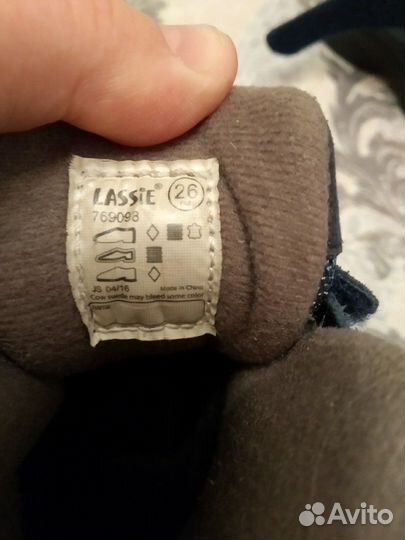 LASSiE® 26
769098
JS 04/16 Made in China
Cow suede may bleed some color
Avito